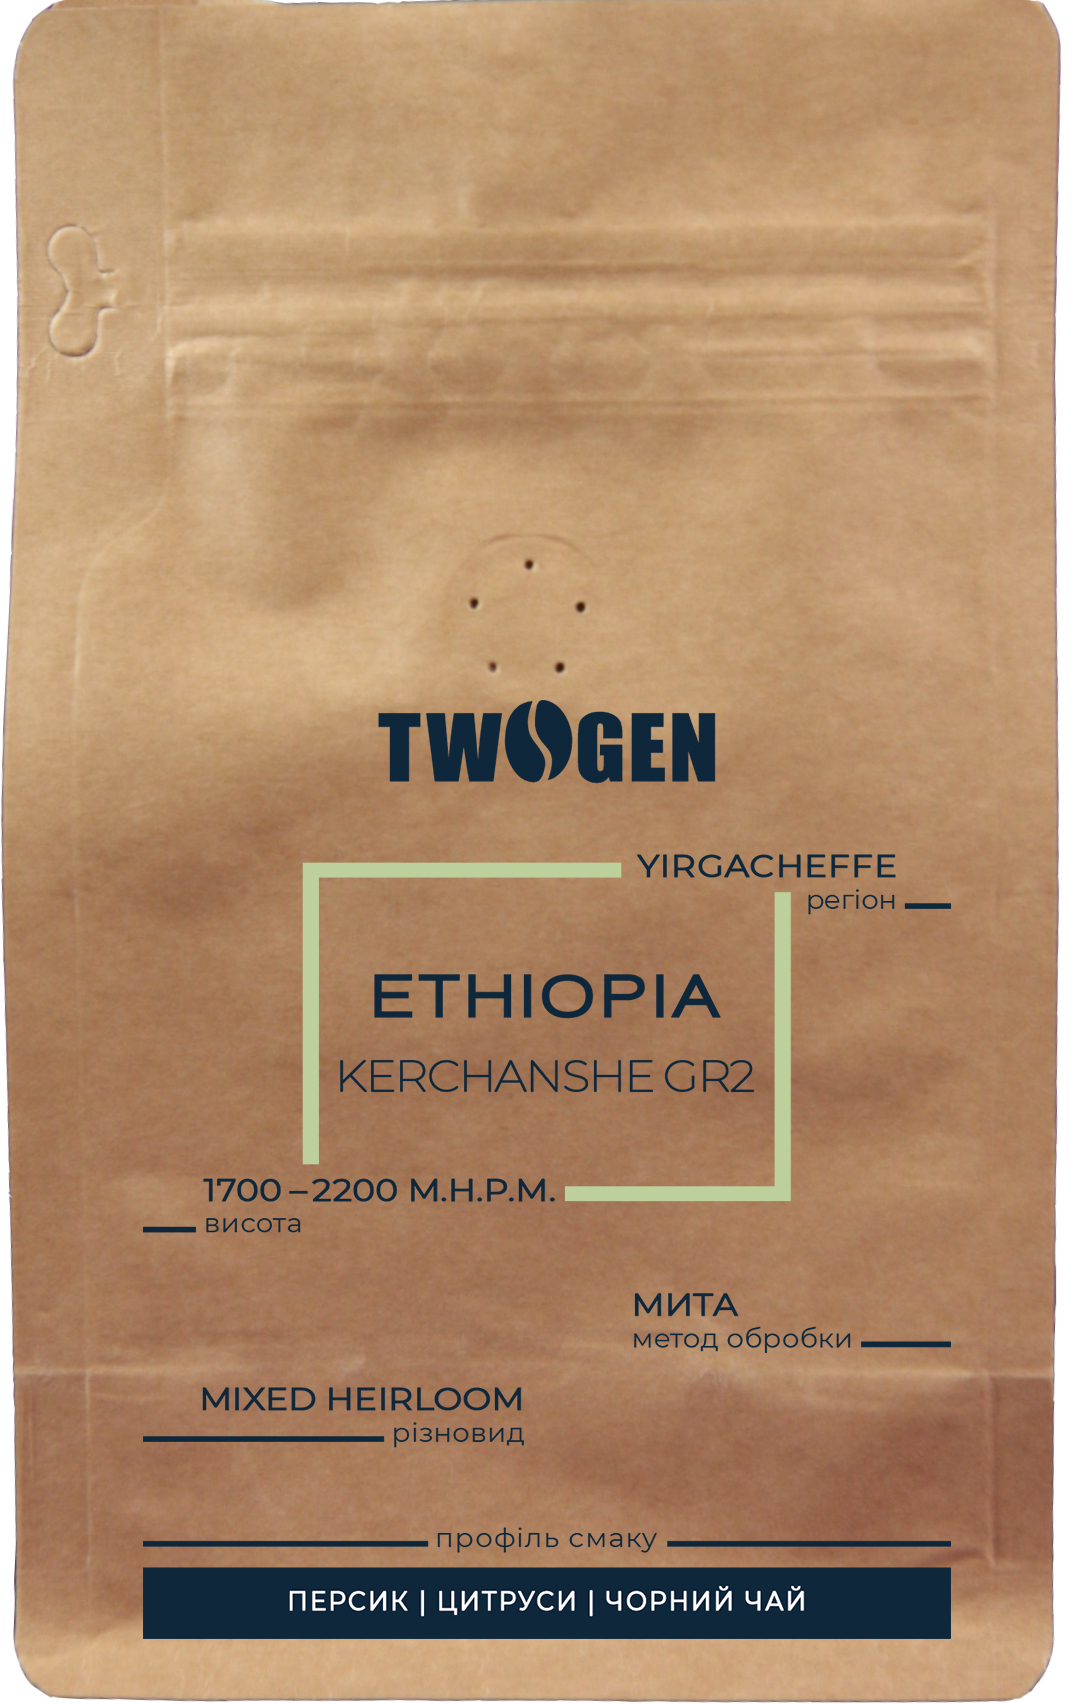 TWOGEN
YIRGACHEFFE
регіон
ETHIOPIA
KERCHANSHE GR2
1700 – 2200 М.Н.Р.М.
висота
МИТА
метод обробки
MIXED HEIRLOOM
різновид
профіль смаку
ПЕРСИК | ЦИТРУСИ | ЧОРНИЙ ЧАЙ